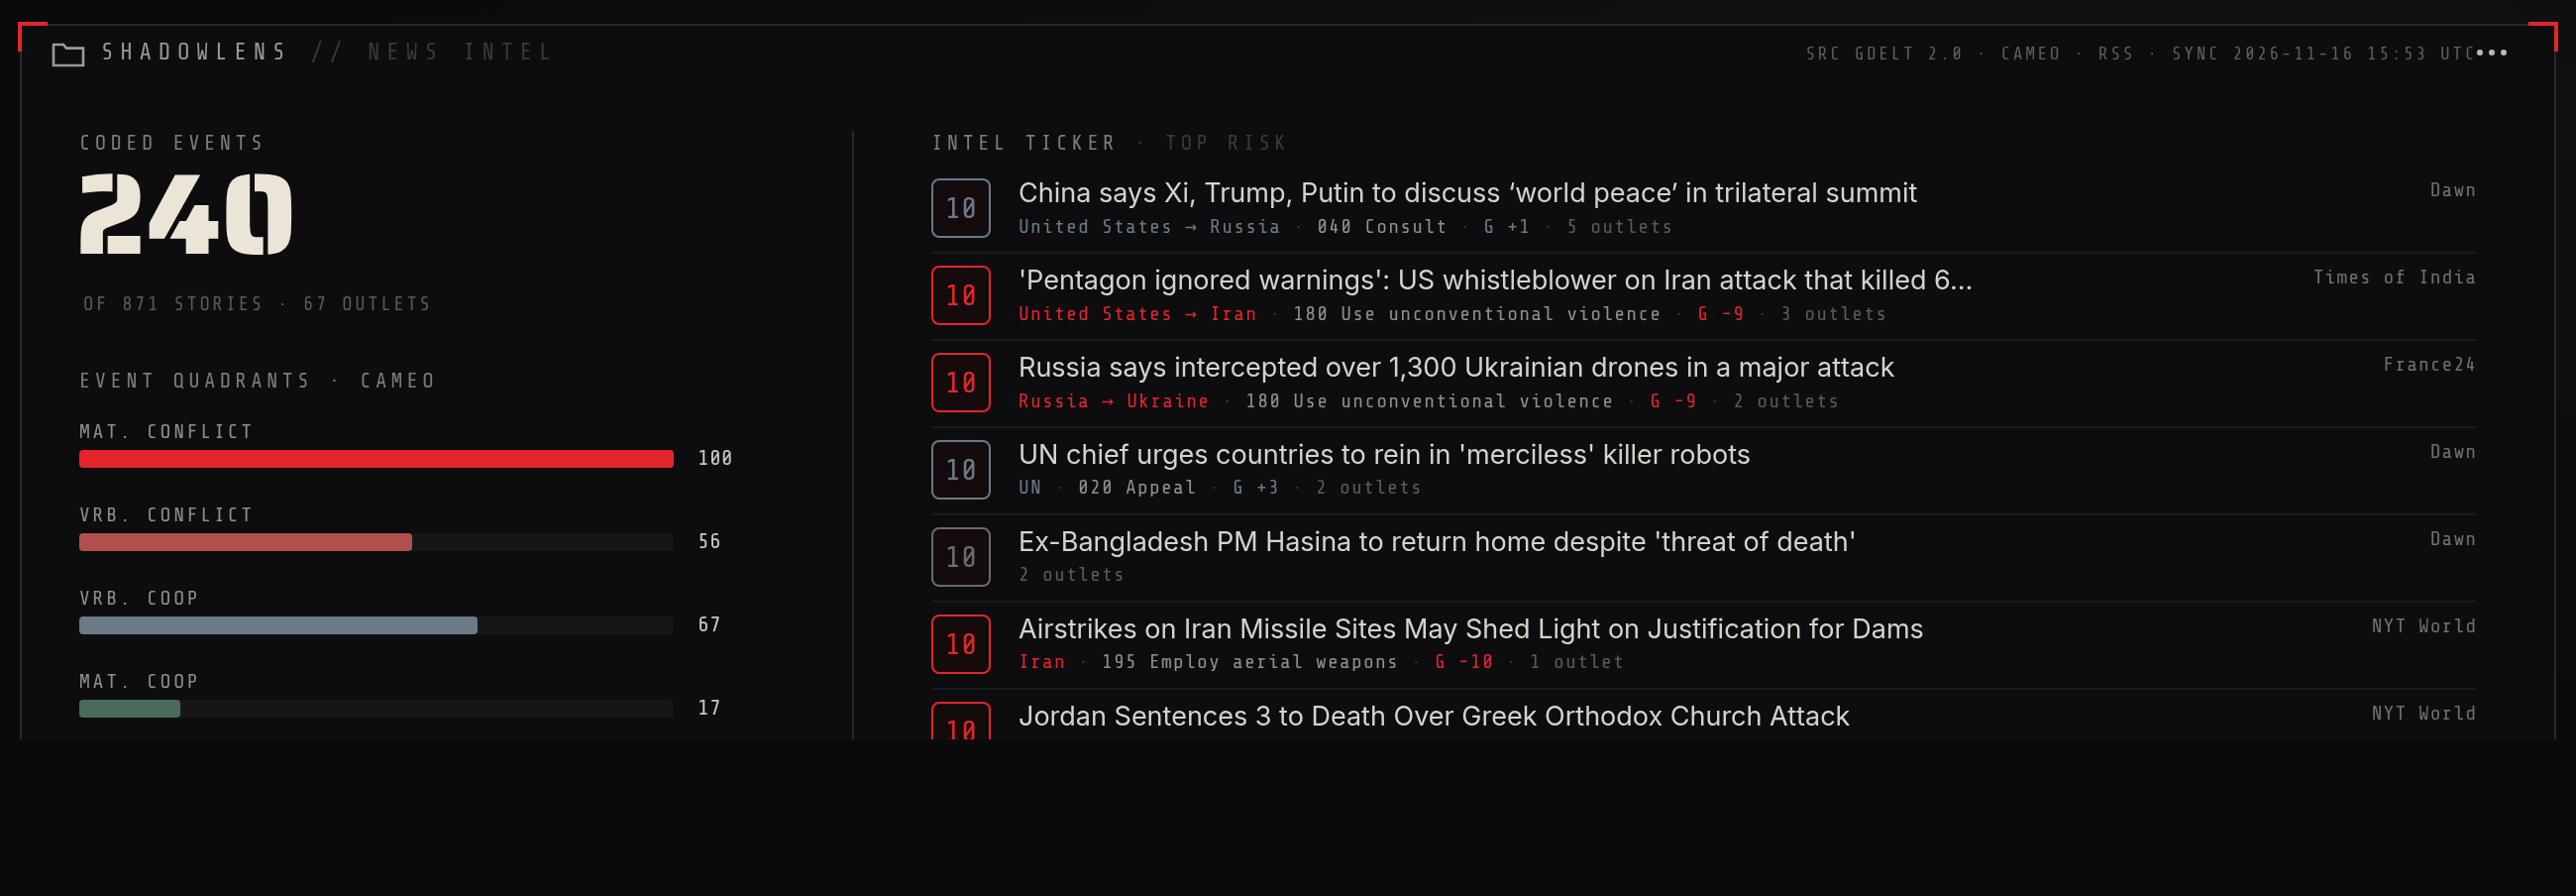 SHADOWLENS // NEWS INTEL
SRC GDELT 2.0 · CAMEO · RSS · SYNC 2026-11-16 15:53 UTC
CODED EVENTS
240
OF 871 STORIES · 67 OUTLETS
EVENT QUADRANTS · CAMEO
MAT. CONFLICT
100
VRB. CONFLICT
56
VRB. COOP
67
MAT. COOP
17
INTEL TICKER · TOP RISK
10 China says Xi, Trump, Putin to discuss ‘world peace’ in trilateral summit Dawn
United States → Russia · 040 Consult · G +1 · 5 outlets
10 'Pentagon ignored warnings': US whistleblower on Iran attack that killed 6... Times of India
United States → Iran · 180 Use unconventional violence · G -9 · 3 outlets
10 Russia says intercepted over 1,300 Ukrainian drones in a major attack France24
Russia → Ukraine · 180 Use unconventional violence · G -9 · 2 outlets
10 UN chief urges countries to rein in 'merciless' killer robots Dawn
UN · 020 Appeal · G +3 · 2 outlets
10 Ex-Bangladesh PM Hasina to return home despite 'threat of death' Dawn
2 outlets
10 Airstrikes on Iran Missile Sites May Shed Light on Justification for Dams NYT World
Iran · 195 Employ aerial weapons · G -10 · 1 outlet
10 Jordan Sentences 3 to Death Over Greek Orthodox Church Attack NYT World